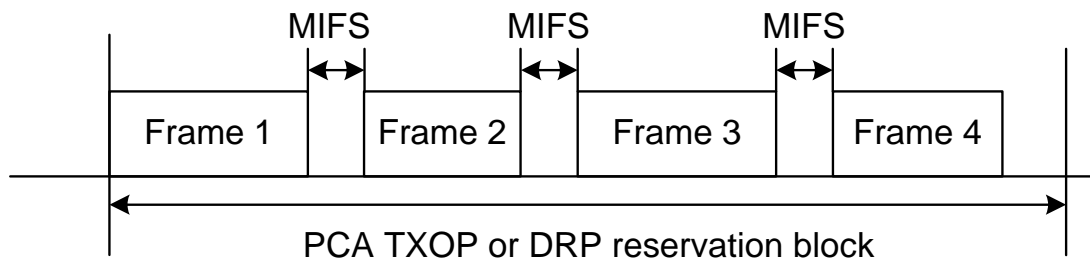 MIFS MIFS MIFS
Frame 1 Frame 2 Frame 3 Frame 4
PCA TXOP or DRP reservation block